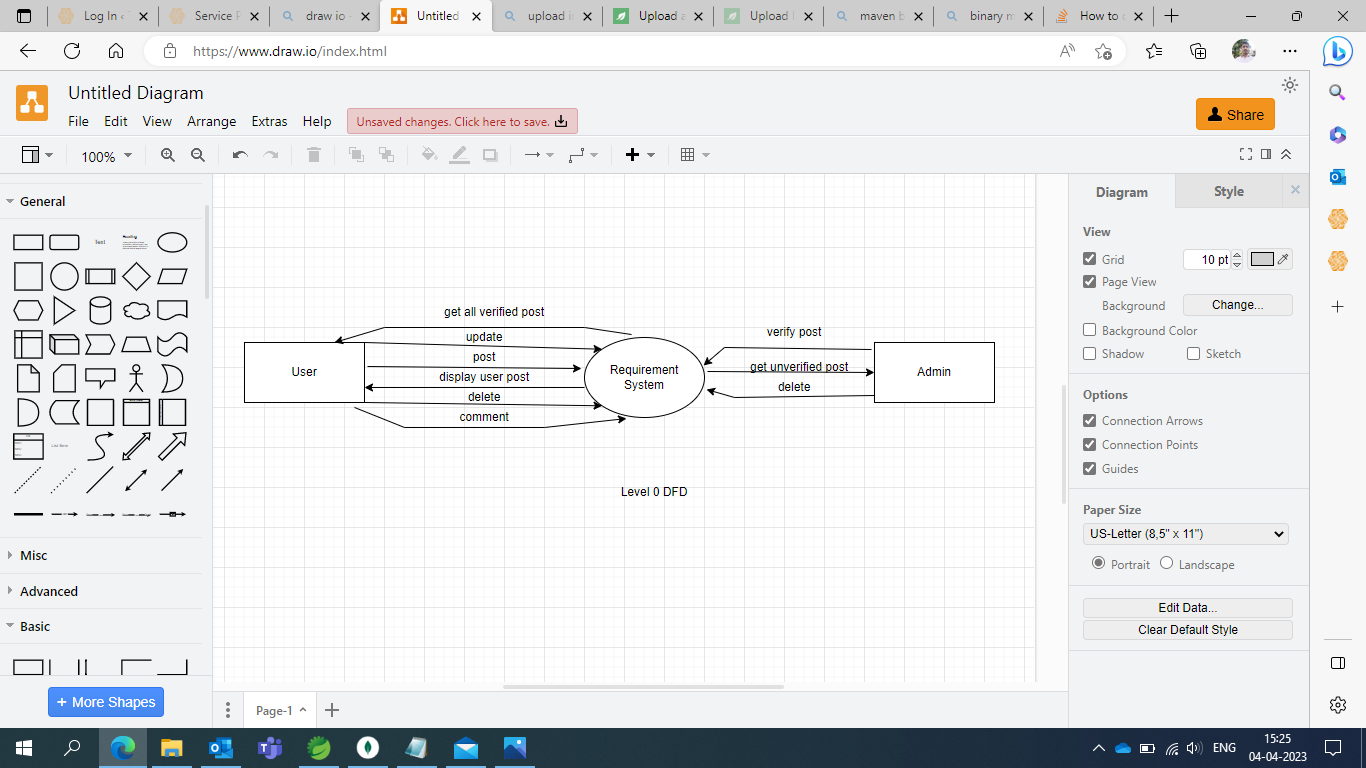 Log In
Service
draw io
Untitled
upload i
Upload a
Upload
maven b
binary m
How to
https://www.draw.io/index.html
Untitled Diagram
File Edit View Arrange Extras Help
Unsaved changes. Click here to save.
Share
100%
General
Text
Heading
Misc
Advanced
Basic
+ More Shapes
get all verified post
update
post
display user post
delete
comment
User
Requirement
System
verify post
get unverified post
delete
Admin
Level 0 DFD
Page-1
Diagram
Style
View
Grid
10 pt
Page View
Background
Change...
Background Color
Shadow
Sketch
Options
Connection Arrows
Connection Points
Guides
Paper Size
US-Letter (8,5" x 11")
Portrait
Landscape
Edit Data...
Clear Default Style
ENG
15:25
04-04-2023